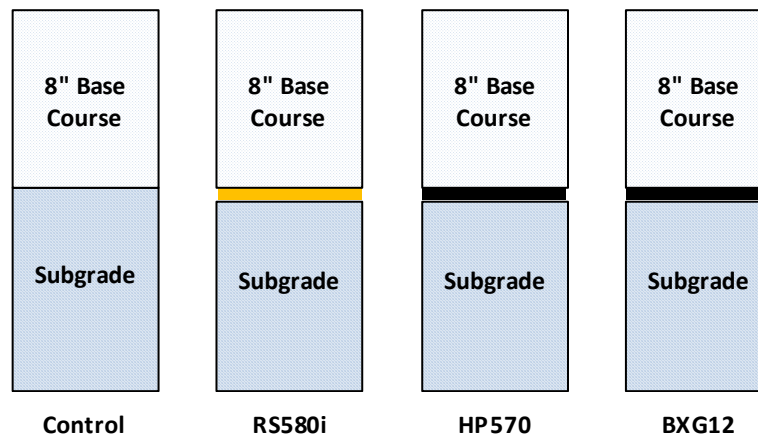 8" Base
Course
8" Base
Course
8" Base
Course
8" Base
Course
Subgrade
Subgrade
Subgrade
Subgrade
Control
RS580i
HP570
BXG12